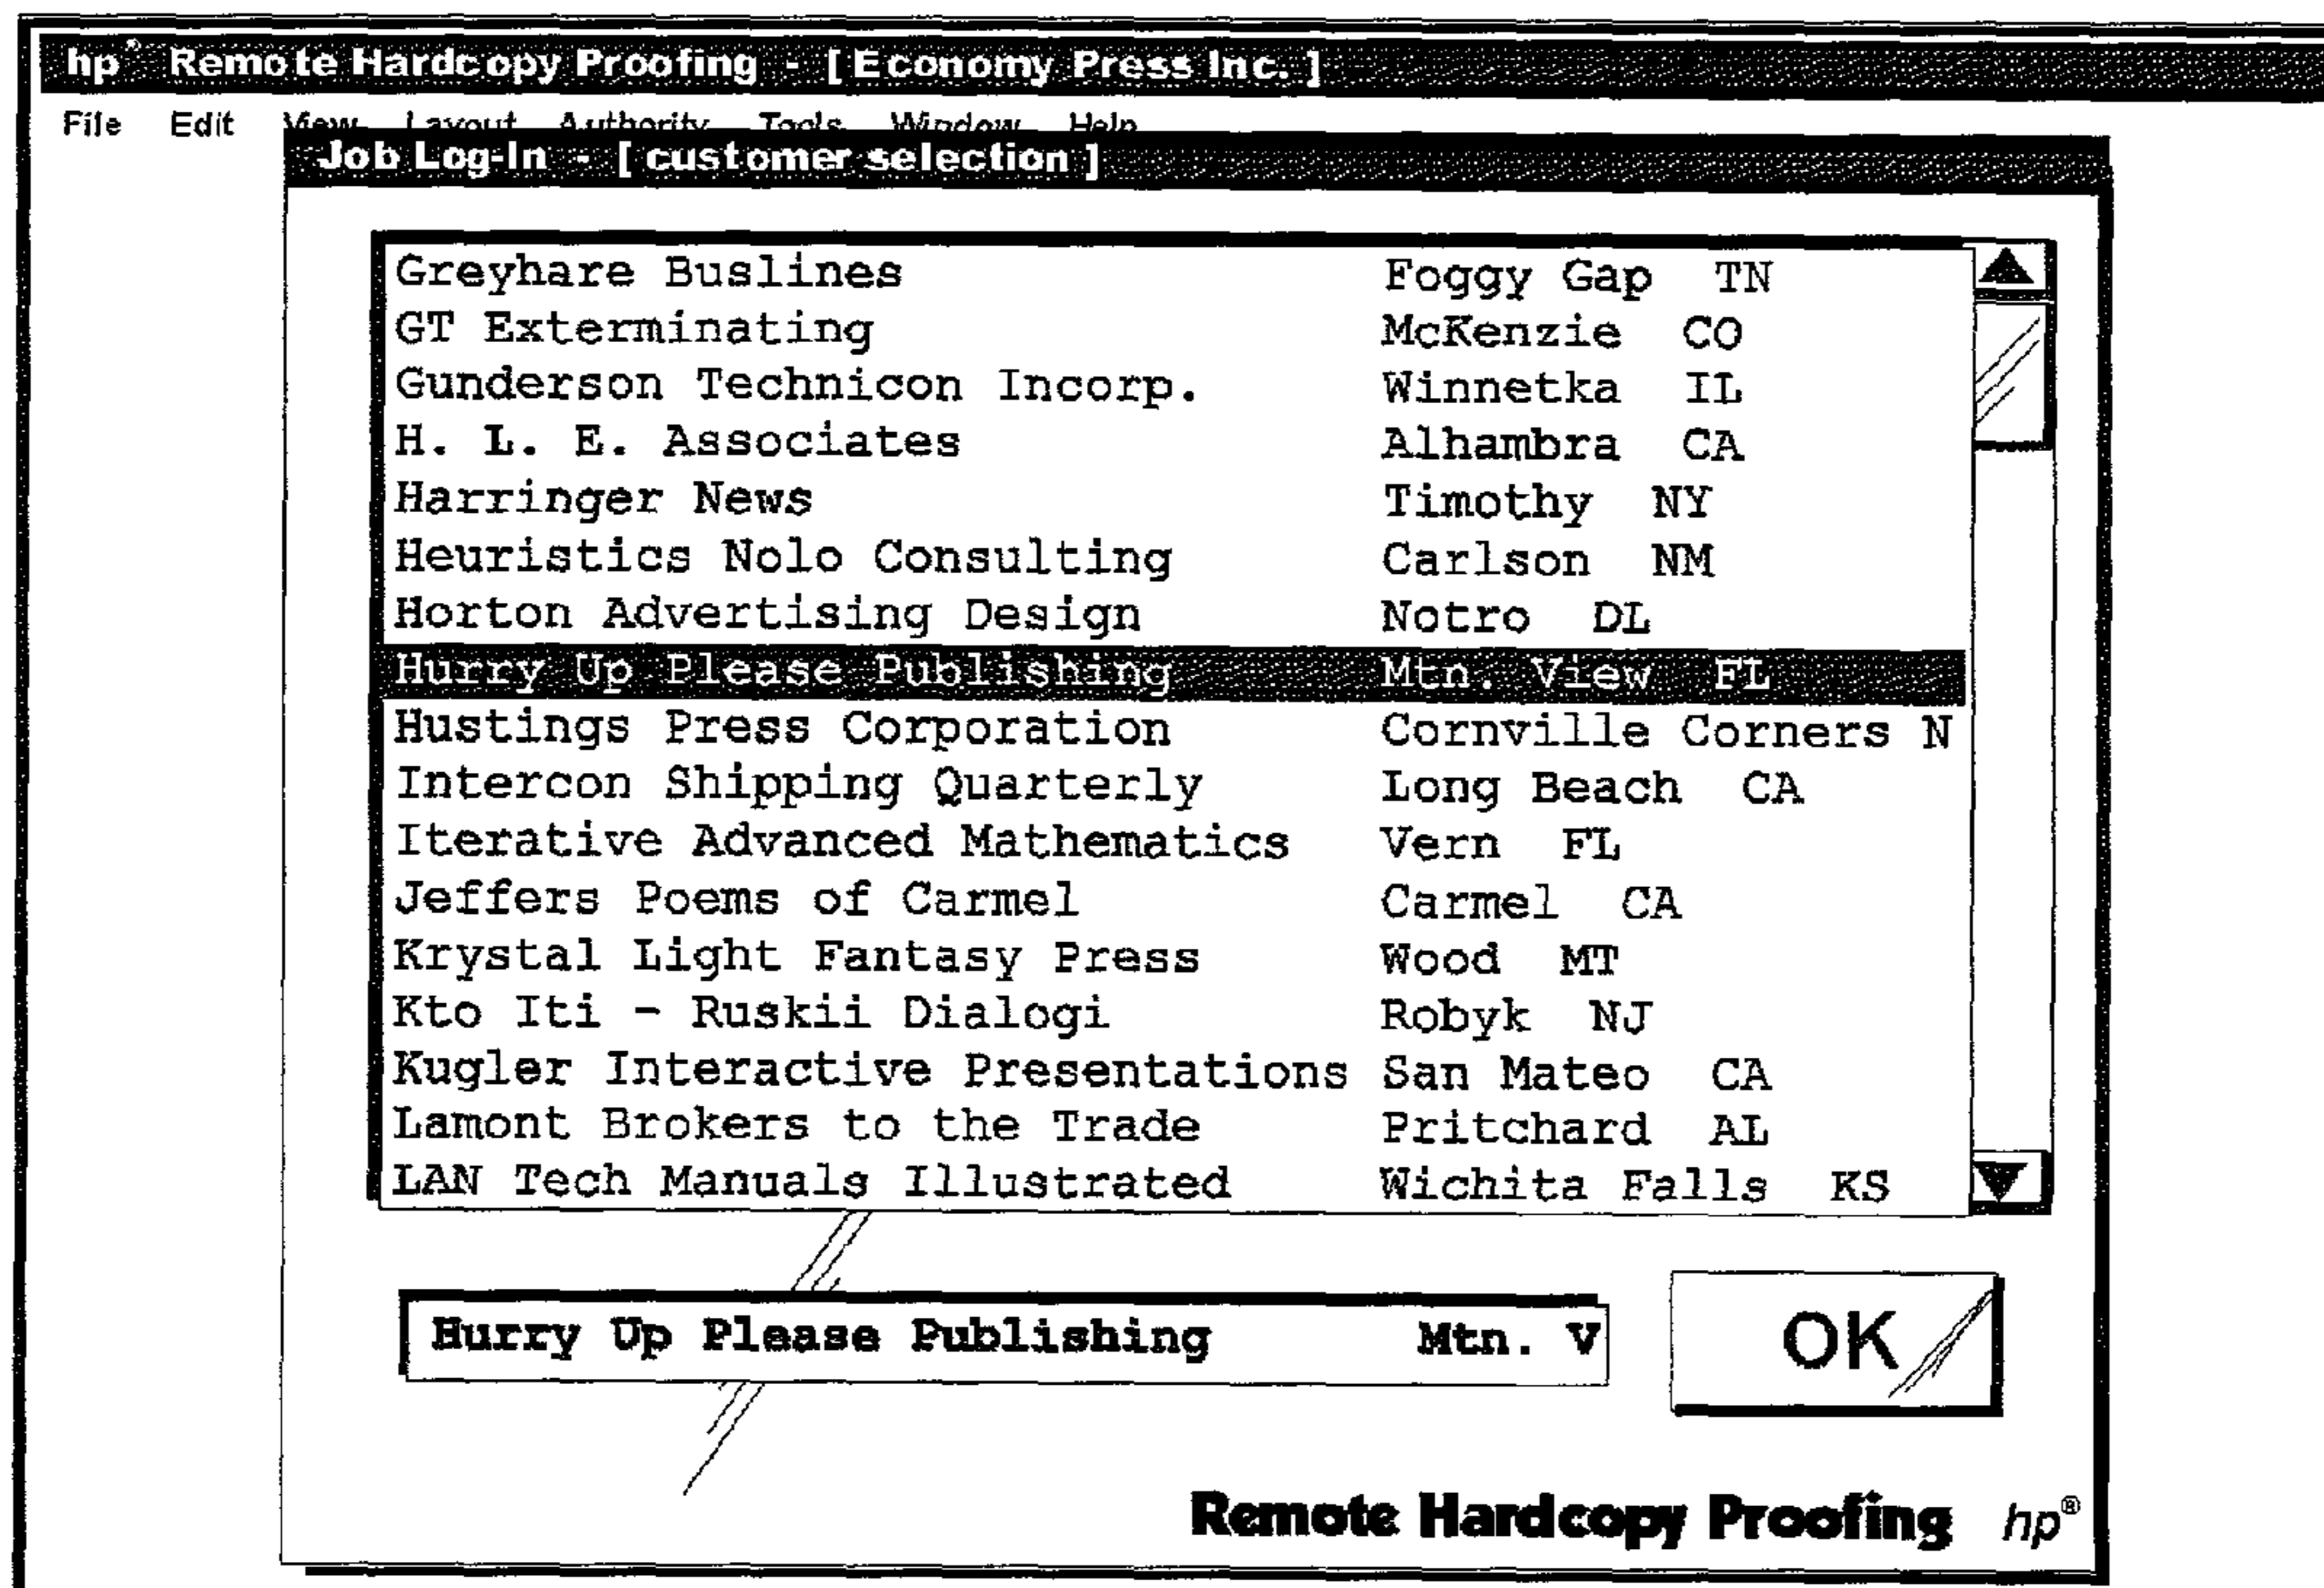 hp® Remote Hardcopy Proofing - [ Economy Press Inc. ]
File Edit View Layout Authority Tools Window Help
Job Log-In - [ customer selection ]
Greyhare Buslines Foggy Gap TN
GT Exterminating McKenzie CO
Gunderson Technicon Incorp. Winnetka IL
H. L. E. Associates Alhambra CA
Harringer News Timothy NY
Heuristics Nolo Consulting Carlson NM
Horton Advertising Design Notro DL
Hurry Up Please Publishing Mtn. View FL
Hustings Press Corporation Cornville Corners N
Intercon Shipping Quarterly Long Beach CA
Iterative Advanced Mathematics Vern FL
Jeffers Poems of Carmel Carmel CA
Krystal Light Fantasy Press Wood MT
Kto Iti - Ruskii Dialogi Robyk NJ
Kugler Interactive Presentations San Mateo CA
Lamont Brokers to the Trade Pritchard AL
LAN Tech Manuals Illustrated Wichita Falls KS
Hurry Up Please Publishing Mtn. V
OK
Remote Hardcopy Proofing hp®